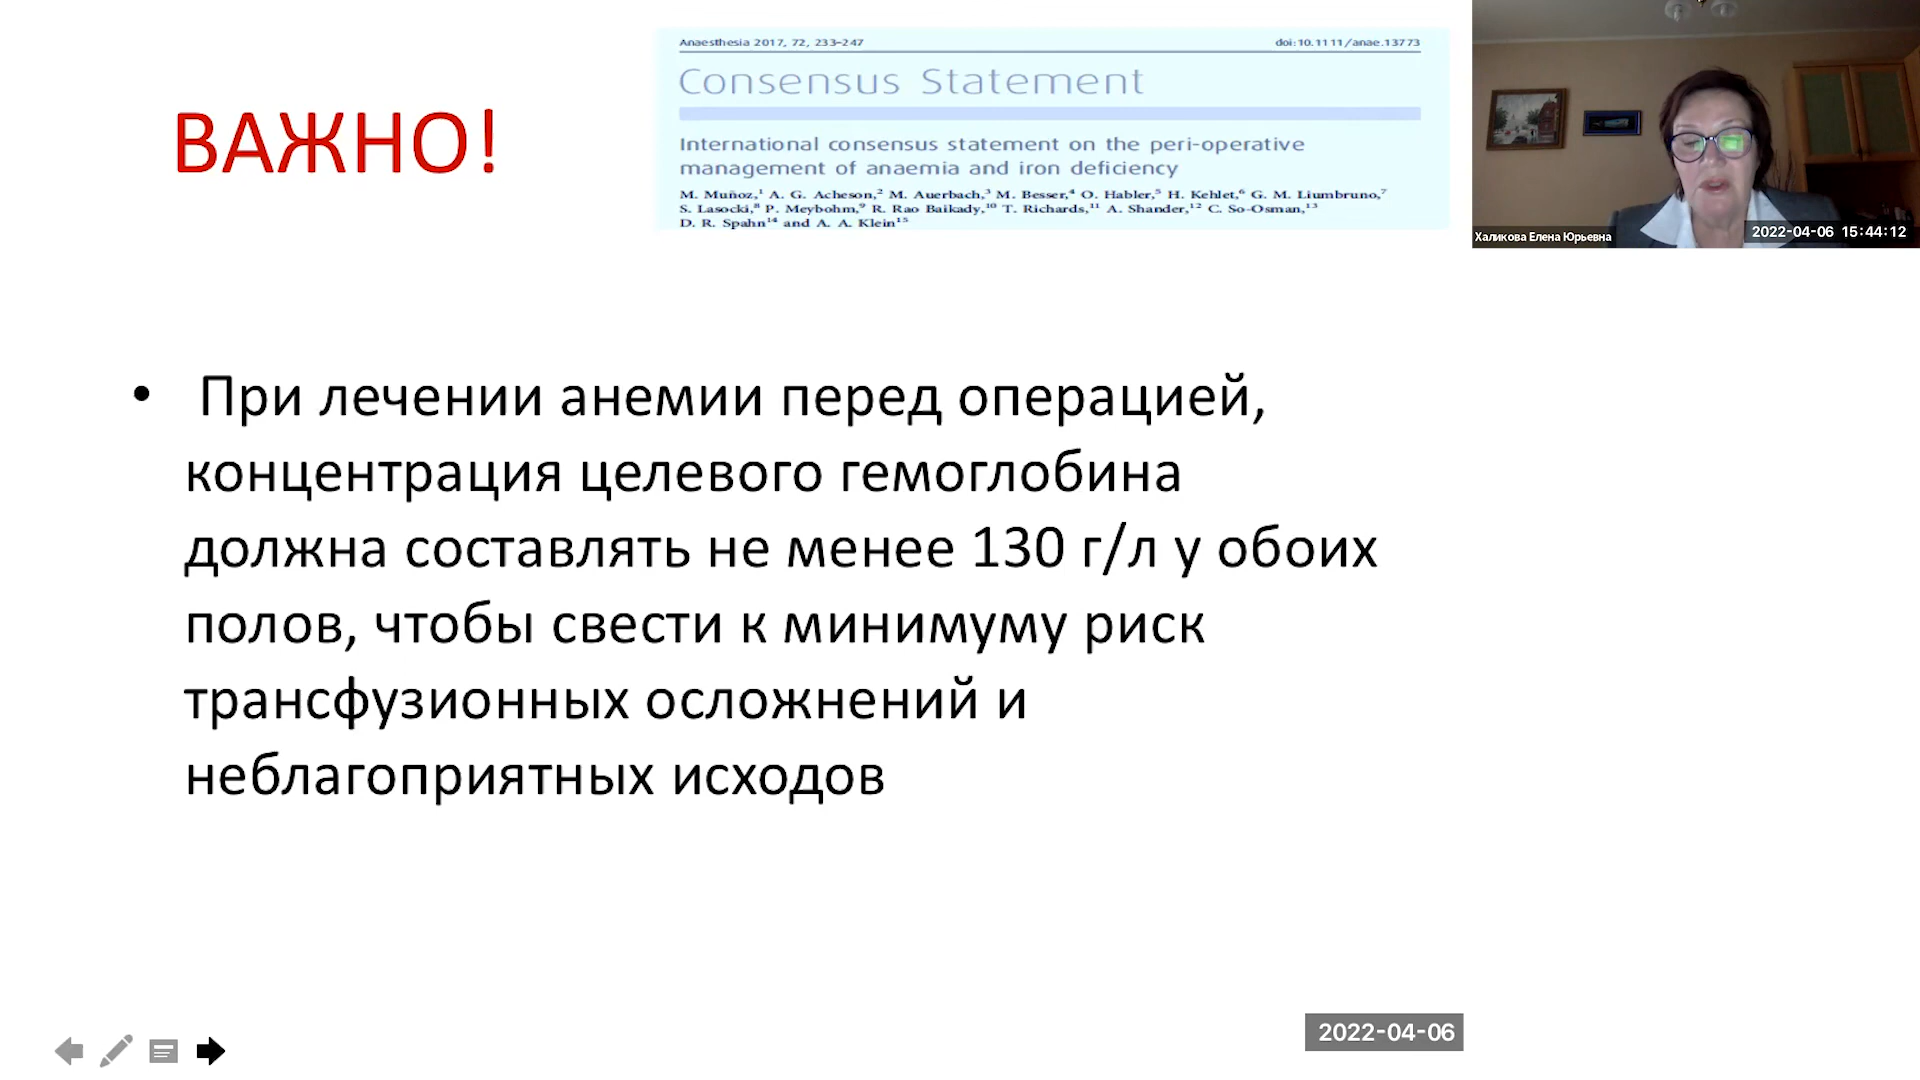 ВАЖНО!
Anaesthesia 2017, 72, 233–247
doi:10.1111/anae.13773
Consensus Statement
International consensus statement on the peri-operative
management of anaemia and iron deficiency
M. Muñoz,¹ A. G. Acheson,² M. Auerbach,³ M. Besser,⁴ O. Habler,⁵ H. Kehlet,⁶ G. M. Liumbruno,⁷
S. Lasocki,⁸ P. Meybohm,⁹ R. Rao Baikady,¹⁰ T. Richards,¹¹ A. Shander,¹² C. So-Osman,¹³
D. R. Spahn¹⁴ and A. A. Klein¹⁵
Халикова Елена Юрьевна
2022-04-06 15:44:12
• При лечении анемии перед операцией,
концентрация целевого гемоглобина
должна составлять не менее 130 г/л у обоих
полов, чтобы свести к минимуму риск
трансфузионных осложнений и
неблагоприятных исходов
2022-04-06